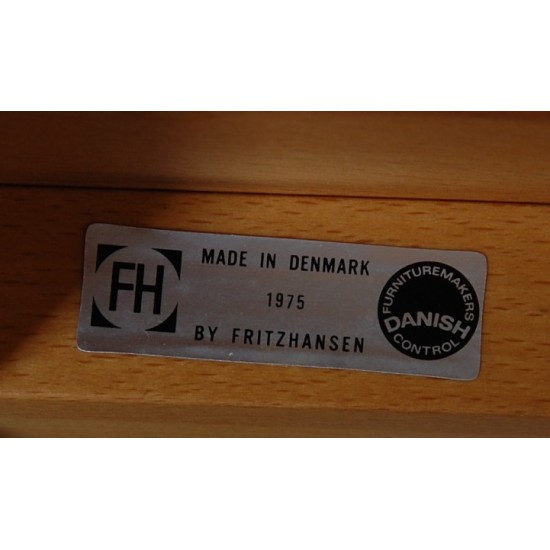 FH
MADE IN DENMARK
1975
BY FRITZHANSEN
FURNITUREMAKERS
DANISH
CONTROL